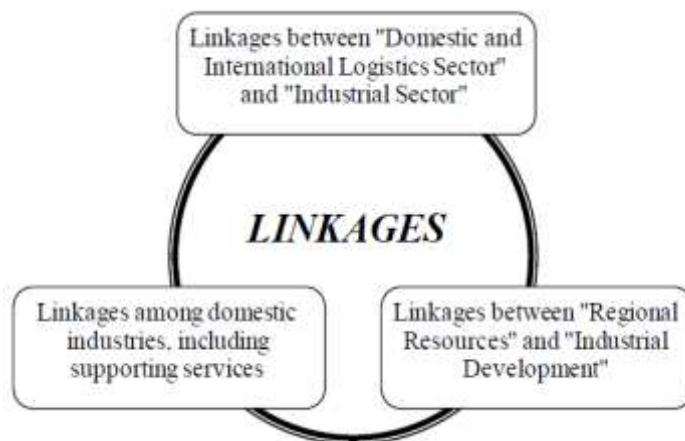 Linkages between "Domestic and
International Logistics Sector"
and "Industrial Sector"
LINKAGES
Linkages among domestic
industries, including
supporting services
Linkages between "Regional
Resources" and "Industrial
Development"